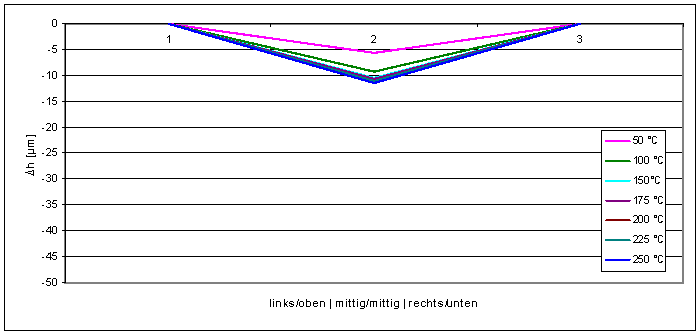 0
-5
-10
-15
-20
-25
-30
-35
-40
-45
-50
Δh [µm]
1 2 3
50 °C
100 °C
150°C
175 °C
200 °C
225 °C
250 °C
links/oben | mittig/mittig | rechts/unten